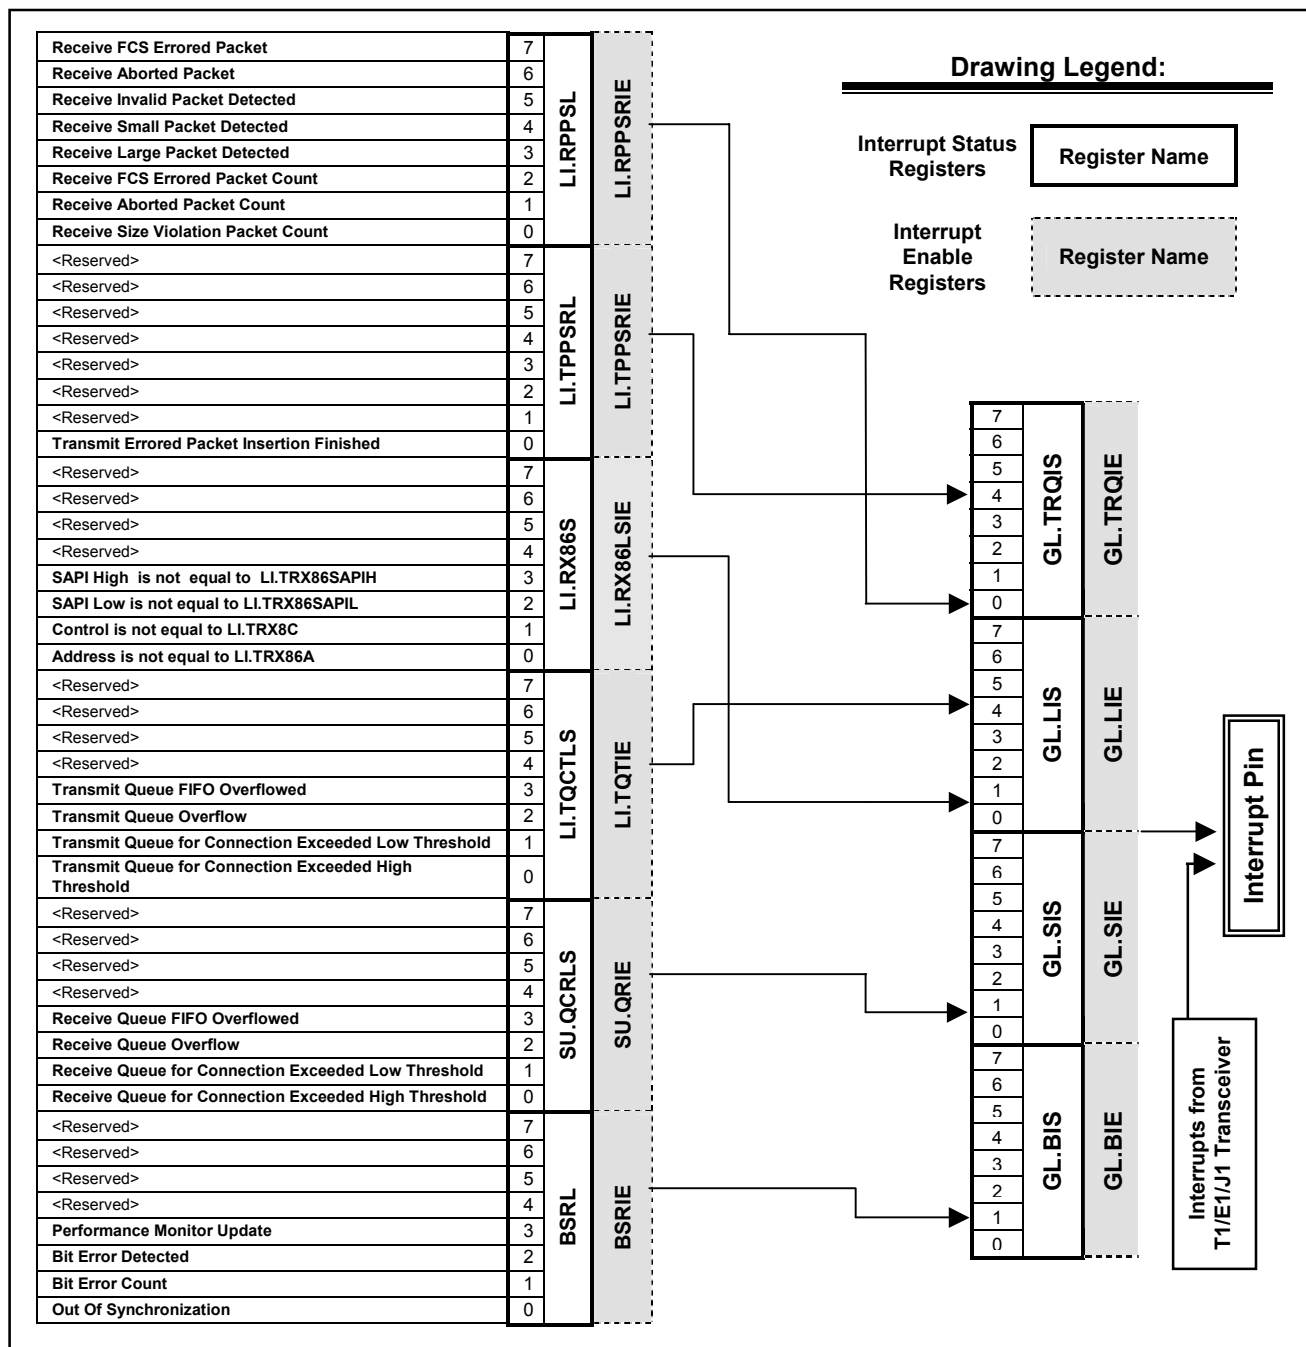 Receive FCS Errored Packet 7
Receive Aborted Packet 6
Receive Invalid Packet Detected 5
Receive Small Packet Detected 4
Receive Large Packet Detected 3
Receive FCS Errored Packet Count 2
Receive Aborted Packet Count 1
Receive Size Violation Packet Count 0
LI.RPPSL
LI.RPPSRIE
<Reserved> 7
<Reserved> 6
<Reserved> 5
<Reserved> 4
<Reserved> 3
<Reserved> 2
<Reserved> 1
Transmit Errored Packet Insertion Finished 0
LI.TPPSRL
LI.TPPSRIE
<Reserved> 7
<Reserved> 6
<Reserved> 5
<Reserved> 4
SAPI High is not equal to LI.TRX86SAPIH 3
SAPI Low is not equal to LI.TRX86SAPIL 2
Control is not equal to LI.TRX8C 1
Address is not equal to LI.TRX86A 0
LI.RX86S
LI.RX86LSIE
<Reserved> 7
<Reserved> 6
<Reserved> 5
<Reserved> 4
Transmit Queue FIFO Overflowed 3
Transmit Queue Overflow 2
Transmit Queue for Connection Exceeded Low Threshold 1
Transmit Queue for Connection Exceeded High
Threshold 0
LI.TQCTLS
LI.TQTIE
<Reserved> 7
<Reserved> 6
<Reserved> 5
<Reserved> 4
Receive Queue FIFO Overflowed 3
Receive Queue Overflow 2
Receive Queue for Connection Exceeded Low Threshold 1
Receive Queue for Connection Exceeded High Threshold 0
SU.QCRLS
SU.QRIE
<Reserved> 7
<Reserved> 6
<Reserved> 5
<Reserved> 4
Performance Monitor Update 3
Bit Error Detected 2
Bit Error Count 1
Out Of Synchronization 0
BSRL
BSRIE
Drawing Legend:
Interrupt Status
Registers
Register Name
Interrupt
Enable
Registers
Register Name
7
6
5
4
3
2
1
0
GL.TRQIS
GL.TRQIE
7
6
5
4
3
2
1
0
GL.LIS
GL.LIE
7
6
5
4
3
2
1
0
GL.SIS
GL.SIE
7
6
5
4
3
2
1
0
GL.BIS
GL.BIE
Interrupt Pin
Interrupts from
T1/E1/J1 Transceiver